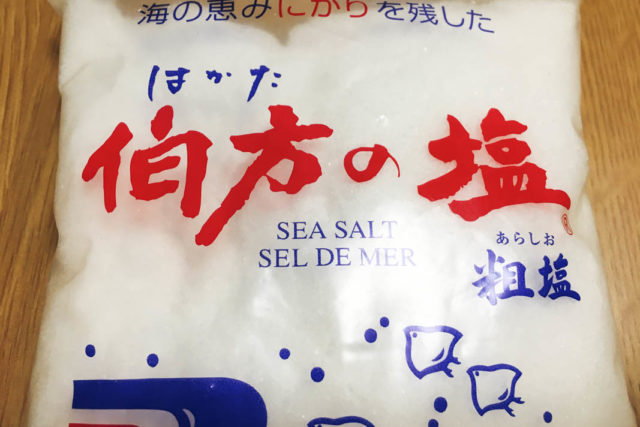 海の恵みにがりを残した
はかた
伯方の塩®
SEA SALT
SEL DE MER
あらしお
粗塩